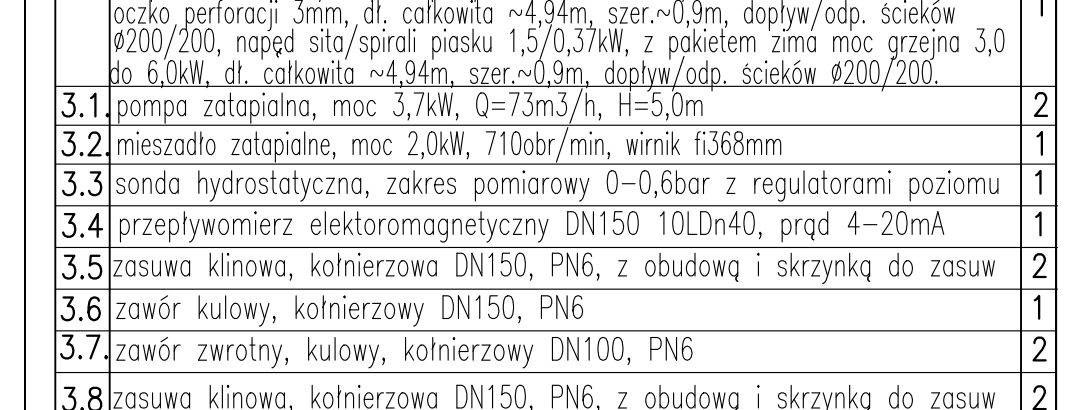 oczko perforacji 3mm, dł. całkowita ~4,94m, szer.~0,9m, dopływ/odp. ścieków 1
Ø200/200, napęd sita/spirali piasku 1,5/0,37kW, z pakietem zima moc grzejna 3,0
do 6,0kW, dł. całkowita ~4,94m, szer.~0,9m, dopływ/odp. ścieków Ø200/200.
3.1. pompa zatapialna, moc 3,7kW, Q=73m3/h, H=5,0m 2
3.2. mieszadło zatapialne, moc 2,0kW, 710obr/min, wirnik fi368mm 1
3.3 sonda hydrostatyczna, zakres pomiarowy 0-0,6bar z regulatorami poziomu 1
3.4 przepływomierz elektoromagnetyczny DN150 10LDn40, prąd 4-20mA 1
3.5 zasuwa klinowa, kołnierzowa DN150, PN6, z obudową i skrzynką do zasuw 2
3.6 zawór kulowy, kołnierzowy DN150, PN6 1
3.7. zawór zwrotny, kulowy, kołnierzowy DN100, PN6 2
3.8 zasuwa klinowa, kołnierzowa DN150, PN6, z obudową i skrzynką do zasuw 2